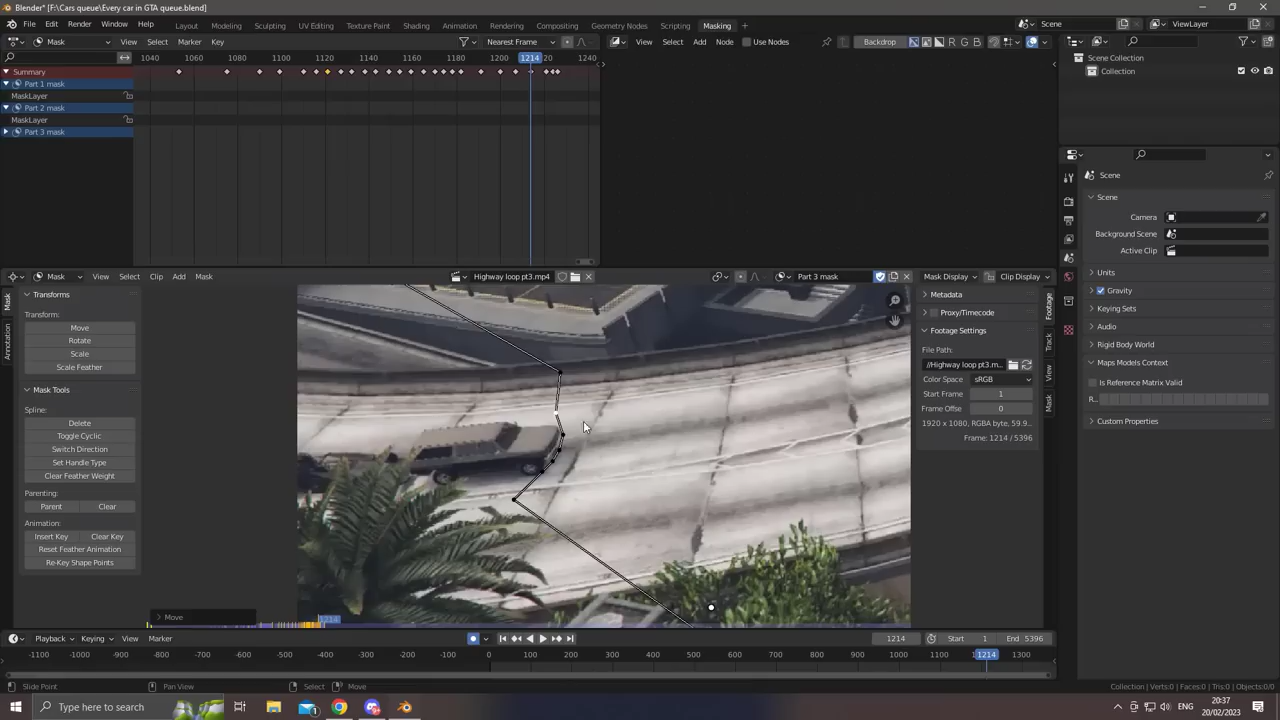 Blender* [F:\Cars queue\Every car in GTA queue.blend]
File Edit Render Window Help Layout Modeling Sculpting UV Editing Texture Paint Shading Animation Rendering Compositing Geometry Nodes Scripting Masking + Scene ViewLayer
Mask View Select Marker Key Nearest Frame View Select Add Node Use Nodes Backdrop R G B
1040 1060 1080 1100 1120 1140 1160 1180 1200 1214 20 1240
Summary
Part 1 mask
MaskLayer
Part 2 mask
MaskLayer
Part 3 mask
Scene Collection
Collection
Scene
Scene
Camera
Background Scene
Active Clip
Units
Gravity
Keying Sets
Audio
Rigid Body World
Maps Models Context
Is Reference Matrix Valid
R...
Custom Properties
Mask View Select Clip Add Mask Highway loop pt3.mp4 Part 3 mask Mask Display Clip Display
Mask
Annotation
Transforms
Transform:
Move
Rotate
Scale
Scale Feather
Mask Tools
Spline:
Delete
Toggle Cyclic
Switch Direction
Set Handle Type
Clear Feather Weight
Parenting:
Parent Clear
Animation:
Insert Key Clear Key
Reset Feather Animation
Re-Key Shape Points
Move
1214
Metadata
Proxy/Timecode
Footage Settings
File Path:
//Highway loop pt3.m...
Color Space sRGB
Start Frame 1
Frame Offse 0
1920 x 1080, RGBA byte, 59.9...
Frame: 1214 / 5396
Footage
Track
View
Mask
Playback Keying View Marker 1214 Start 1 End 5396
-1100 -1000 -900 -800 -700 -600 -500 -400 -300 -200 -100 0 100 200 300 400 500 600 700 800 900 1000 1100 1214 1300
Slide Point Pan View Select Move Collection | Verts:0 | Faces:0 | Tris:0 | Objects:0/0
Type here to search ENG 20:37
20/02/2023